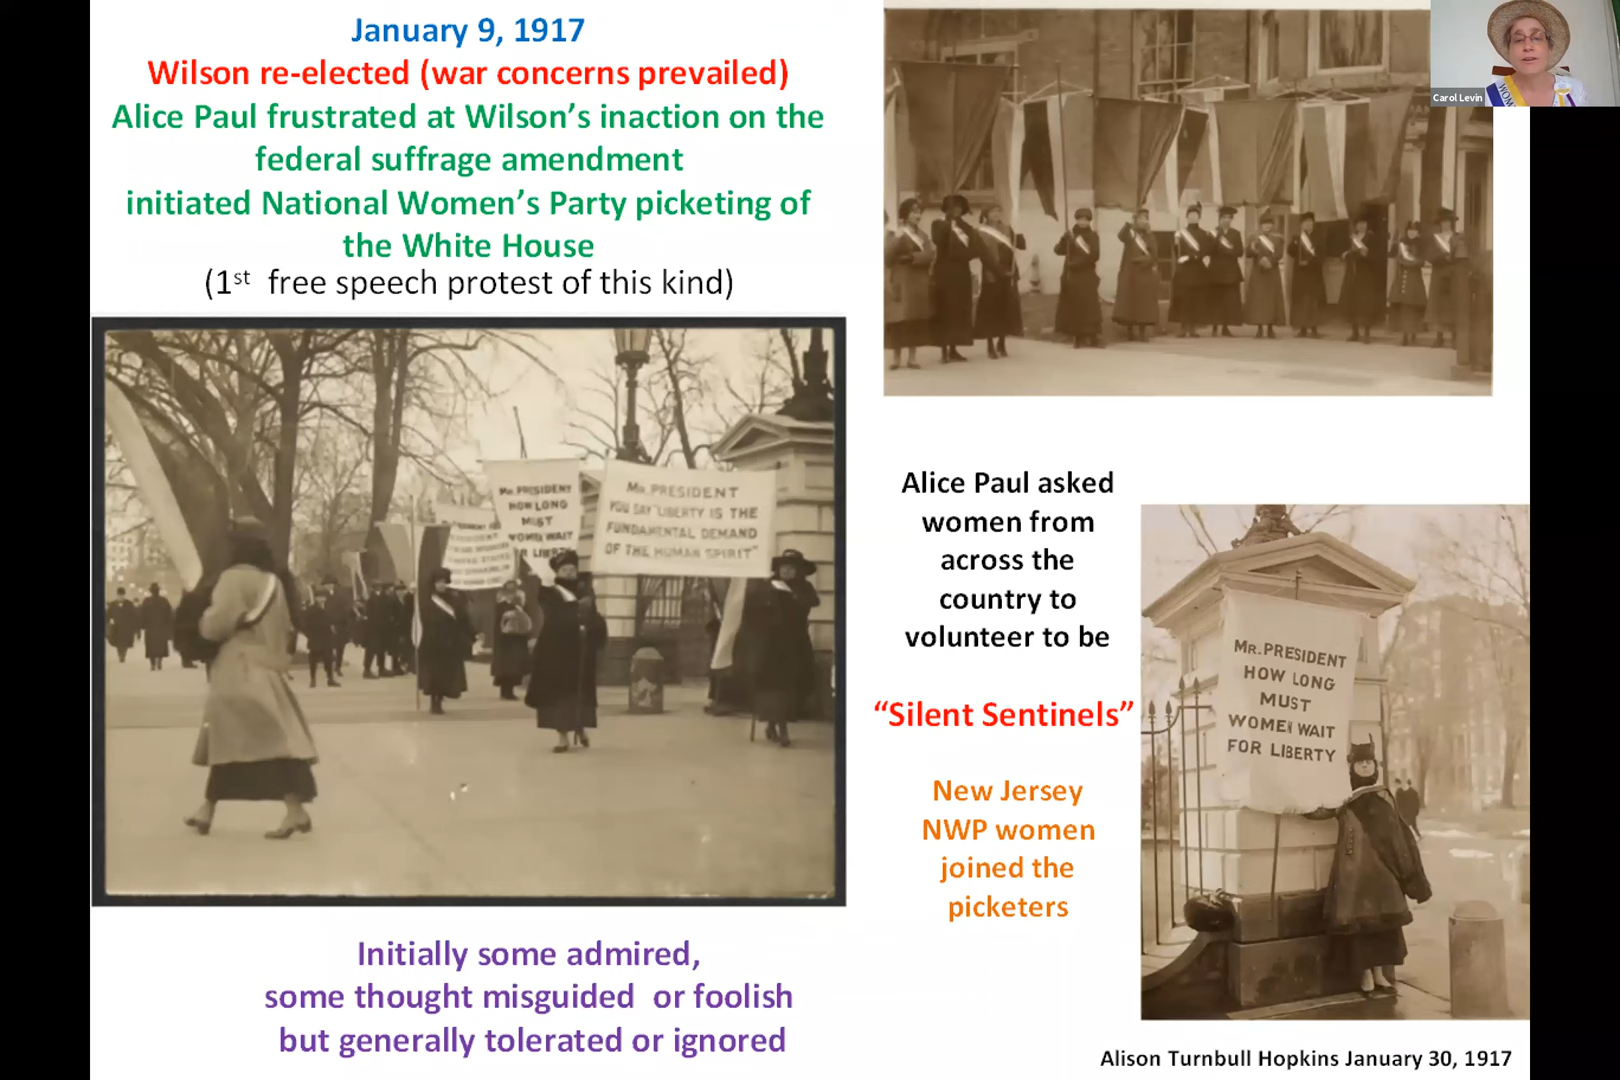 January 9, 1917
Wilson re-elected (war concerns prevailed)
Alice Paul frustrated at Wilson’s inaction on the
federal suffrage amendment
initiated National Women’s Party picketing of
the White House
(1st free speech protest of this kind)
Carol Levin
MR. PRESIDENT
HOW LONG
MUST
WOMEN WAIT
FOR LIBERTY
MR. PRESIDENT
YOU SAY "LIBERTY IS THE
FUNDAMENTAL DEMAND
OF THE HUMAN SPIRIT"
Initially some admired,
some thought misguided or foolish
but generally tolerated or ignored
Alice Paul asked
women from
across the
country to
volunteer to be
“Silent Sentinels”
New Jersey
NWP women
joined the
picketers
MR. PRESIDENT
HOW LONG
MUST
WOMEN WAIT
FOR LIBERTY
Alison Turnbull Hopkins January 30, 1917